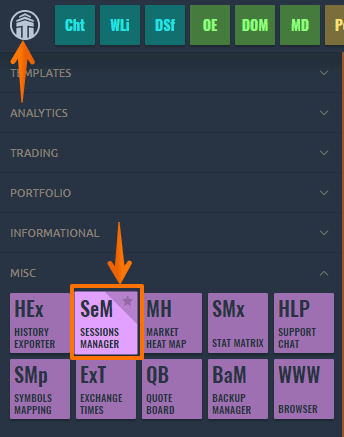 Cht WLi DSf OE DOM MD
TEMPLATES
ANALYTICS
TRADING
PORTFOLIO
INFORMATIONAL
MISC
HEx SeM MH SMx HLP
HISTORY EXPORTER SESSIONS MANAGER MARKET HEAT MAP STAT MATRIX SUPPORT CHAT
SMp ExT QB BaM WWW
SYMBOLS MAPPING EXCHANGE TIMES QUOTE BOARD BACKUP MANAGER BROWSER